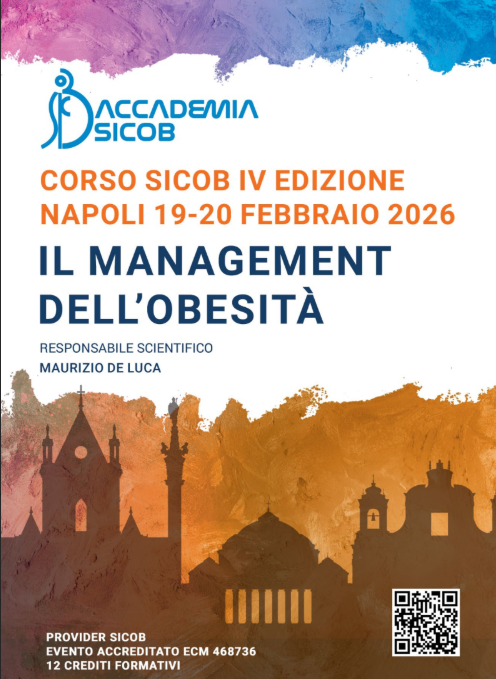 ACCADEMIA
SICOB
CORSO SICOB IV EDIZIONE
NAPOLI 19-20 FEBBRAIO 2026
IL MANAGEMENT
DELL'OBESITÀ
RESPONSABILE SCIENTIFICO
MAURIZIO DE LUCA
PROVIDER SICOB
EVENTO ACCREDITATO ECM 468736
12 CREDITI FORMATIVI